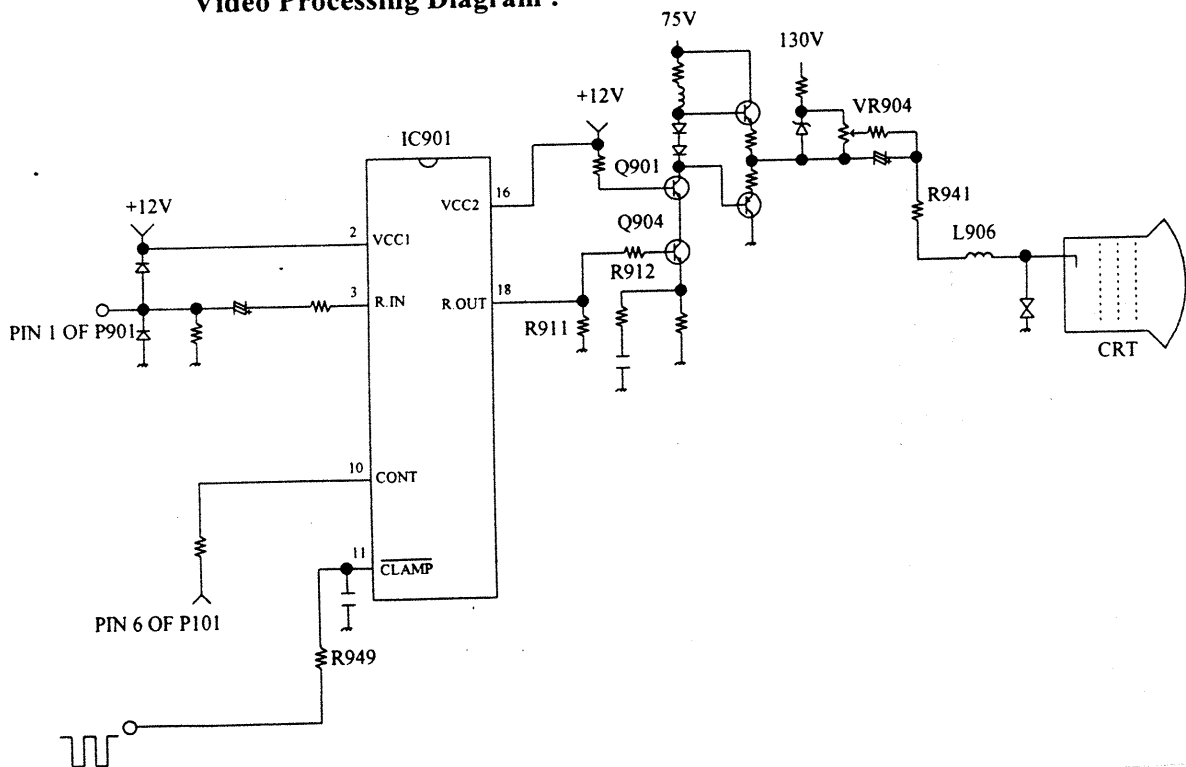 Video Processing Diagram :
75V
130V
+12V
VR904
IC901
Q901
16
VCC2
R941
+12V
Q904
L906
2
VCC1
R912
3
R.IN
18
R.OUT
PIN 1 OF P901
R911
CRT
10
CONT
11
CLAMP
PIN 6 OF P101
R949